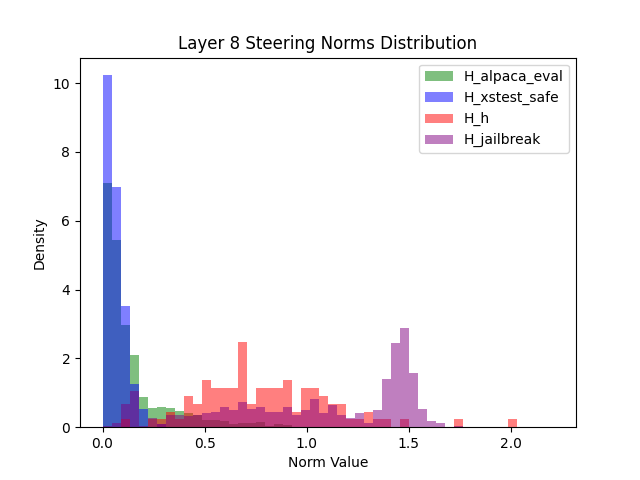 Layer 8 Steering Norms Distribution
H_alpaca_eval
H_xstest_safe
H_h
H_jailbreak
Density
10
8
6
4
2
0
0.0 0.5 1.0 1.5 2.0
Norm Value